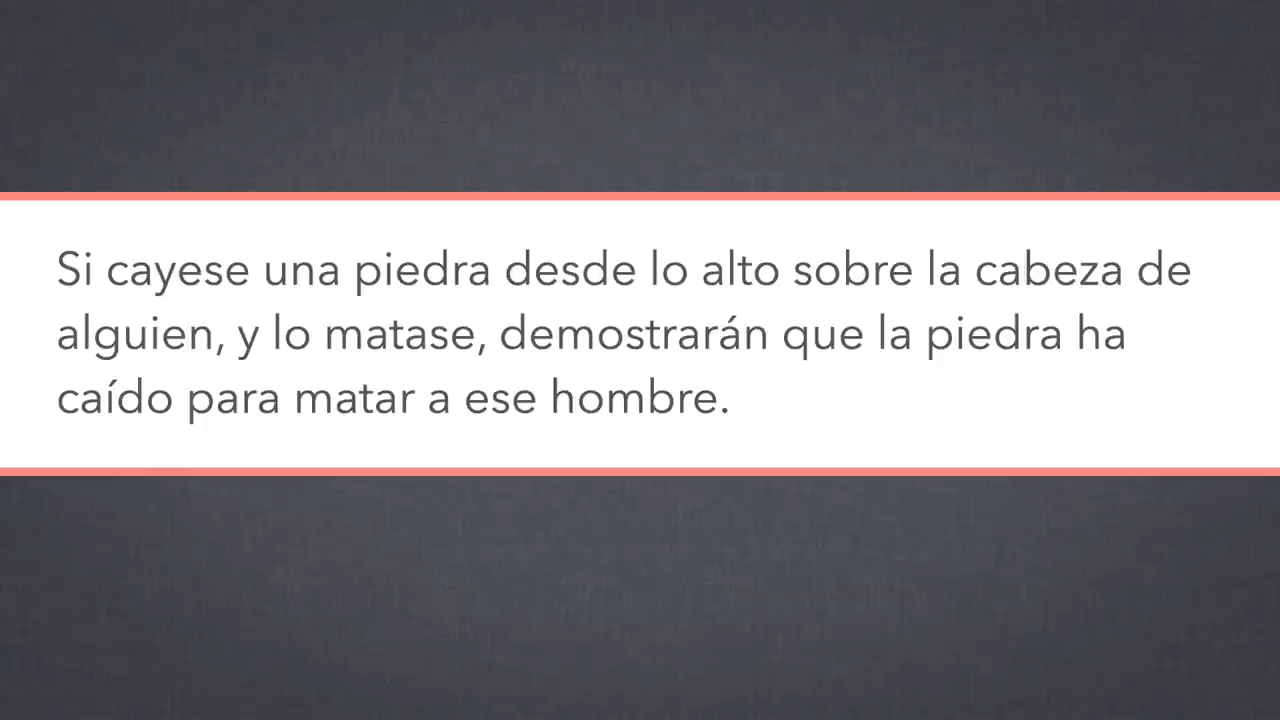 Si cayese una piedra desde lo alto sobre la cabeza de
alguien, y lo matase, demostrarán que la piedra ha
caído para matar a ese hombre.